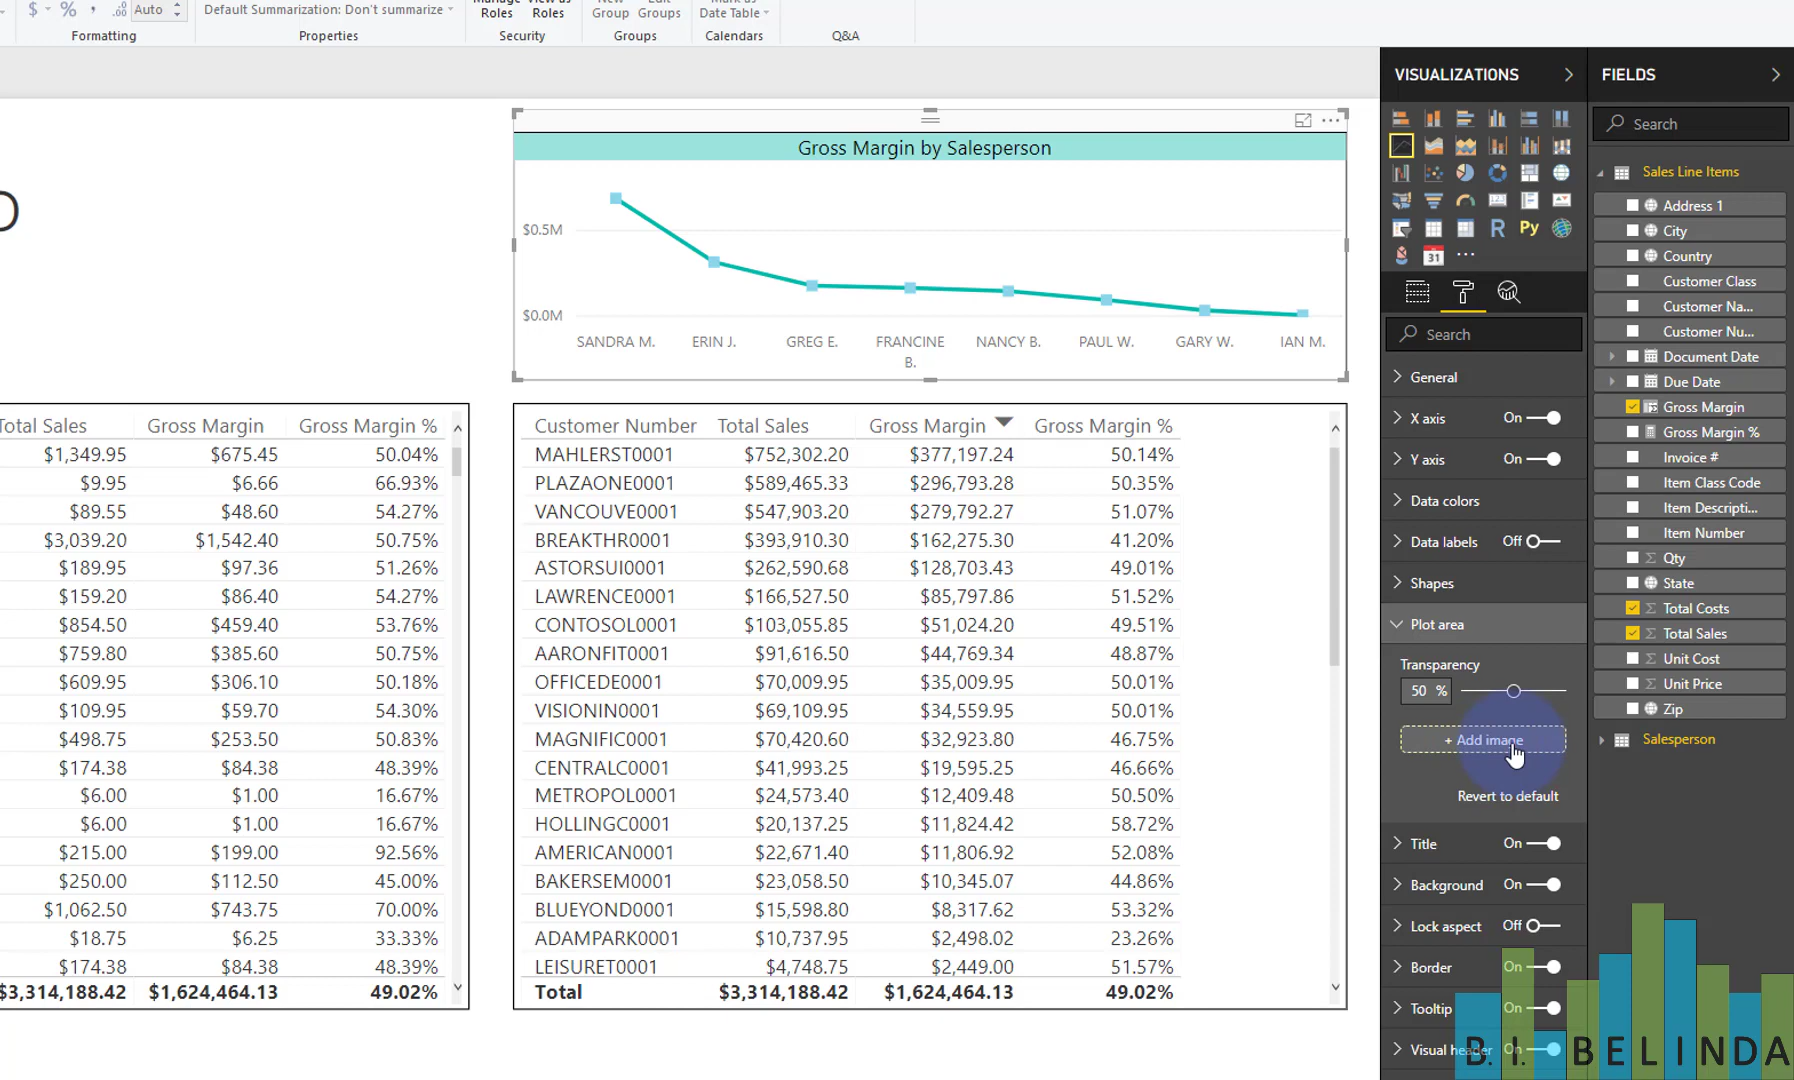 $ % , .00 Auto
Default Summarization: Don't summarize
Manage Roles
View as Roles
New Group
Edit Groups
Mark as Date Table
Formatting
Properties
Security
Groups
Calendars
Q&A
Gross Margin by Salesperson
$0.5M
$0.0M
SANDRA M.
ERIN J.
GREG E.
FRANCINE
B.
NANCY B.
PAUL W.
GARY W.
IAN M.
Total Sales Gross Margin Gross Margin %
$1,349.95 $675.45 50.04%
$9.95 $6.66 66.93%
$89.55 $48.60 54.27%
$3,039.20 $1,542.40 50.75%
$189.95 $97.36 51.26%
$159.20 $86.40 54.27%
$854.50 $459.40 53.76%
$759.80 $385.60 50.75%
$609.95 $306.10 50.18%
$109.95 $59.70 54.30%
$498.75 $253.50 50.83%
$174.38 $84.38 48.39%
$6.00 $1.00 16.67%
$6.00 $1.00 16.67%
$215.00 $199.00 92.56%
$250.00 $112.50 45.00%
$1,062.50 $743.75 70.00%
$18.75 $6.25 33.33%
$174.38 $84.38 48.39%
$3,314,188.42 $1,624,464.13 49.02%
Customer Number Total Sales Gross Margin Gross Margin %
MAHLERST0001 $752,302.20 $377,197.24 50.14%
PLAZAONE0001 $589,465.33 $296,793.28 50.35%
VANCOUVE0001 $547,903.20 $279,792.27 51.07%
BREAKTHR0001 $393,910.30 $162,275.30 41.20%
ASTORSUI0001 $262,590.68 $128,703.43 49.01%
LAWRENCE0001 $166,527.50 $85,797.86 51.52%
CONTOSOL0001 $103,055.85 $51,024.20 49.51%
AARONFIT0001 $91,616.50 $44,769.34 48.87%
OFFICEDE0001 $70,009.95 $35,009.95 50.01%
VISIONIN0001 $69,109.95 $34,559.95 50.01%
MAGNIFIC0001 $70,420.60 $32,923.80 46.75%
CENTRALC0001 $41,993.25 $19,595.25 46.66%
METROPOL0001 $24,573.40 $12,409.48 50.50%
HOLLINGC0001 $20,137.25 $11,824.42 58.72%
AMERICAN0001 $22,671.40 $11,806.92 52.08%
BAKERSEM0001 $23,058.50 $10,345.07 44.86%
BLUEYOND0001 $15,598.80 $8,317.62 53.32%
ADAMPARK0001 $10,737.95 $2,498.02 23.26%
LEISURET0001 $4,748.75 $2,449.00 51.57%
Total $3,314,188.42 $1,624,464.13 49.02%
VISUALIZATIONS
R Py
31 ...
Search
General
X axis On
Y axis On
Data colors
Data labels Off
Shapes
Plot area
Transparency
50 %
+ Add image
Revert to default
Title On
Background On
Lock aspect Off
Border On
Tooltip On
Visual header On
FIELDS
Search
Sales Line Items
Address 1
City
Country
Customer Class
Customer Na...
Customer Nu...
Document Date
Due Date
Gross Margin
Gross Margin %
Invoice #
Item Class Code
Item Descripti...
Item Number
Σ Qty
State
Σ Total Costs
Σ Total Sales
Σ Unit Cost
Σ Unit Price
Zip
Salesperson
B. I. BELINDA